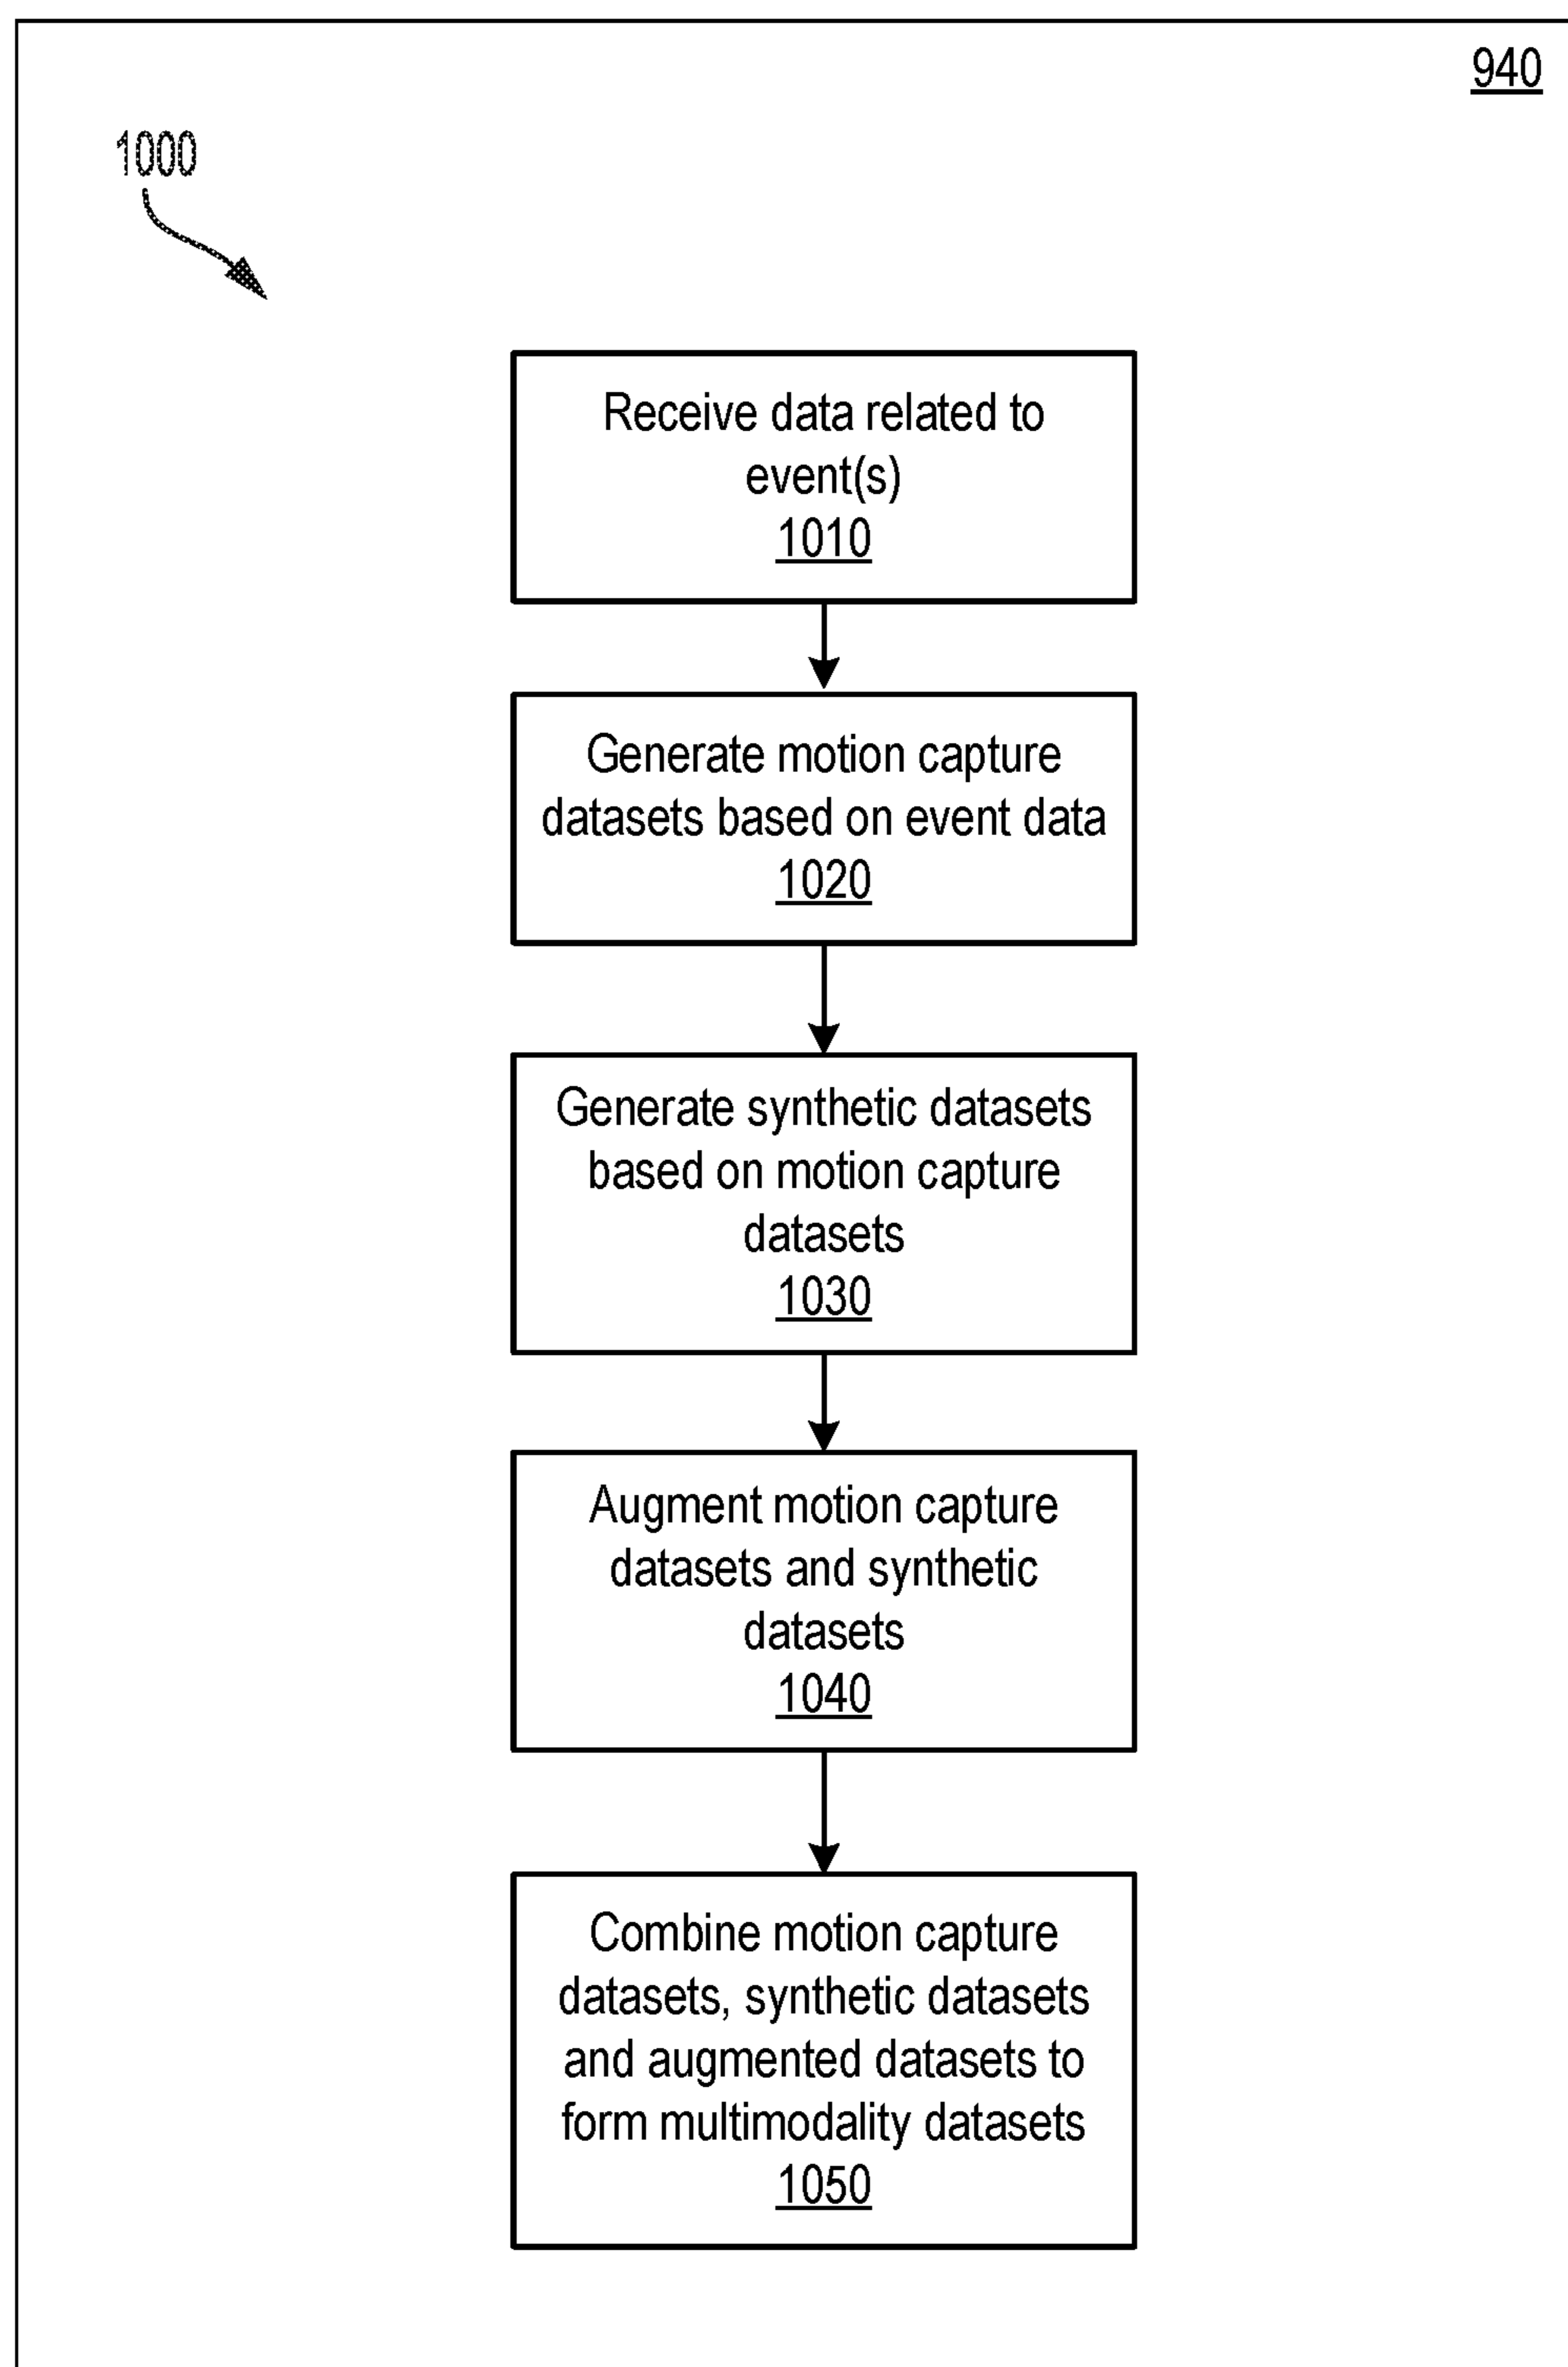 940
1000
Receive data related to
event(s)
1010
Generate motion capture
datasets based on event data
1020
Generate synthetic datasets
based on motion capture
datasets
1030
Augment motion capture
datasets and synthetic
datasets
1040
Combine motion capture
datasets, synthetic datasets
and augmented datasets to
form multimodality datasets
1050